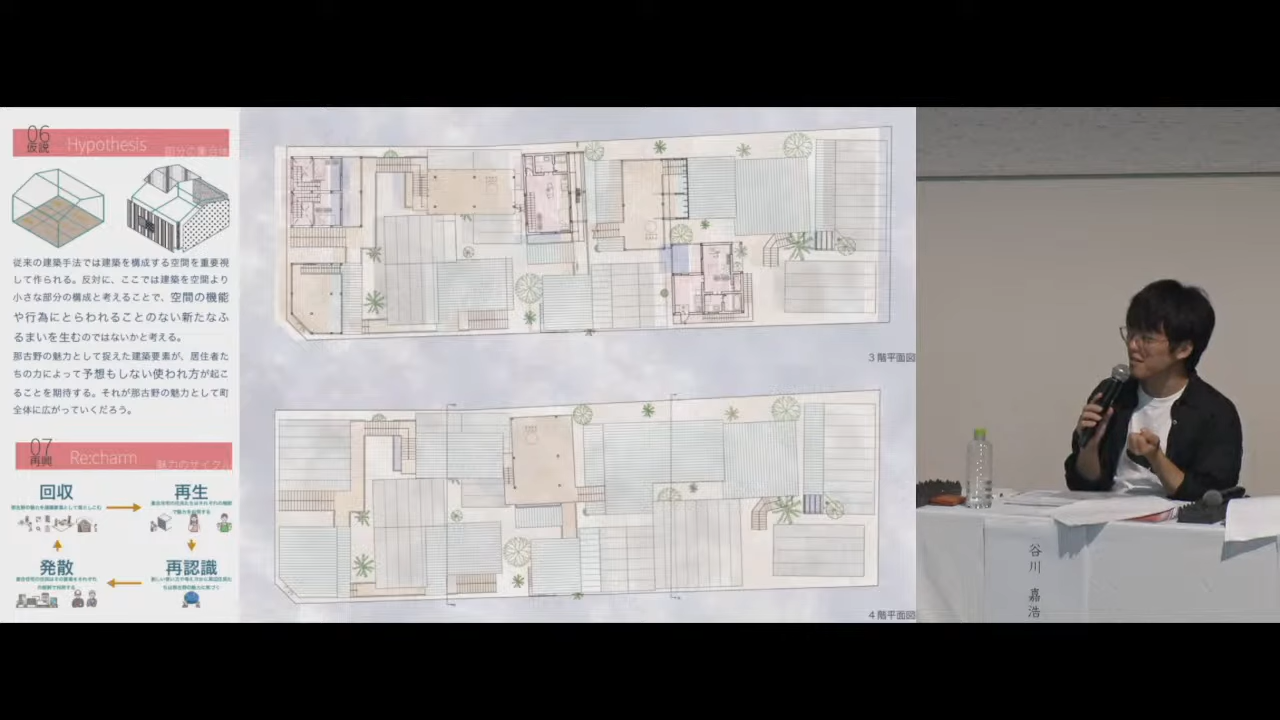 06
仮説
Hypothesis
部分の集合体
従来の建築手法では建築を構成する空間を重要視
して作られる。反対に、ここでは建築を空間より
小さな部分の構成と考えることで、空間の機能
や行為にとらわれることのない新たなふ
るまいを生むのではないかと考える。
那古野の魅力として捉えた建築要素が、居住者た
ちの力によって予想もしない使われ方が起こ
ることを期待する。それが那古野の魅力として町
全体に広がっていくだろう。
07
再興
Re:charm
魅力のサイクル
回収
再生
発散
再認識
3階平面図
4階平面図
谷川 嘉浩